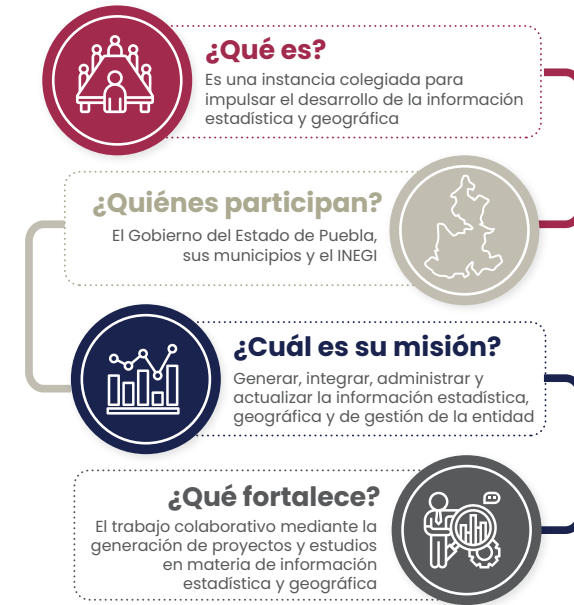 ¿Qué es?
Es una instancia colegiada para
impulsar el desarrollo de la información
estadística y geográfica
¿Quiénes participan?
El Gobierno del Estado de Puebla,
sus municipios y el INEGI
¿Cuál es su misión?
Generar, integrar, administrar y
actualizar la información estadística,
geográfica y de gestión de la entidad
¿Qué fortalece?
El trabajo colaborativo mediante la
generación de proyectos y estudios
en materia de información
estadística y geográfica